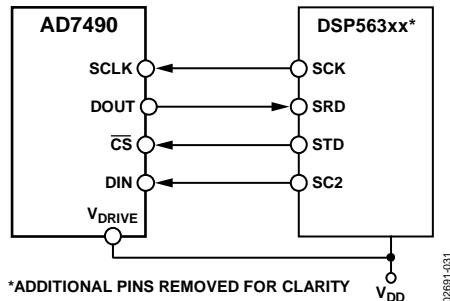 AD7490
DSP563xx*
SCLK
SCK
DOUT
SRD
CS
STD
DIN
SC2
VDRIVE
*ADDITIONAL PINS REMOVED FOR CLARITY
VDD
02691-031